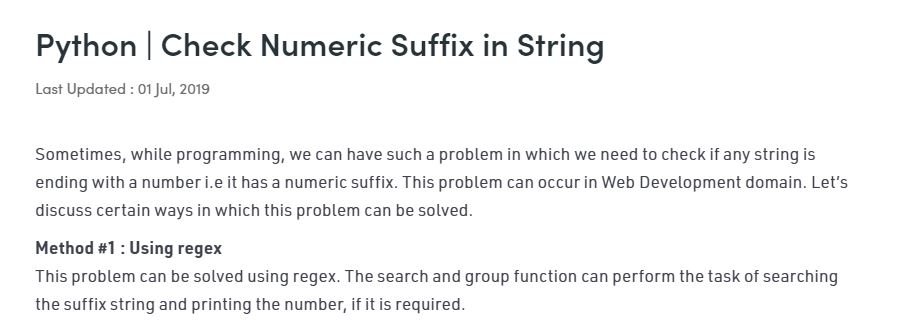 Python | Check Numeric Suffix in String
Last Updated : 01 Jul, 2019
Sometimes, while programming, we can have such a problem in which we need to check if any string is
ending with a number i.e it has a numeric suffix. This problem can occur in Web Development domain. Let’s
discuss certain ways in which this problem can be solved.
Method #1 : Using regex
This problem can be solved using regex. The search and group function can perform the task of searching
the suffix string and printing the number, if it is required.